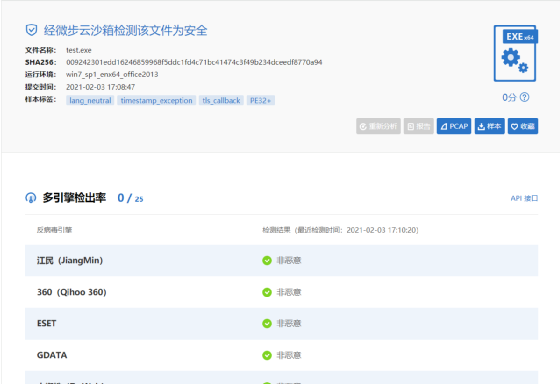 经微步云沙箱检测该文件为安全
文件名称： test.exe
SHA256： 009242301edd16246859968f5ddc1fd4c71bc41474c3f49b234dceedf8770a94
运行环境： win7_sp1_enx64_office2013
提交时间： 2021-02-03 17:08:47
样本标签： lang_neutral timestamp_exception tls_callback PE32+
EXE x64
0分
重新分析 报告 PCAP 样本 收藏
多引擎检出率 0 / 25 API 接口
反病毒引擎 检测结果（最近检测时间：2021-02-03 17:10:20）
江民（JiangMin） 非恶意
360（Qihoo 360） 非恶意
ESET 非恶意
GDATA 非恶意